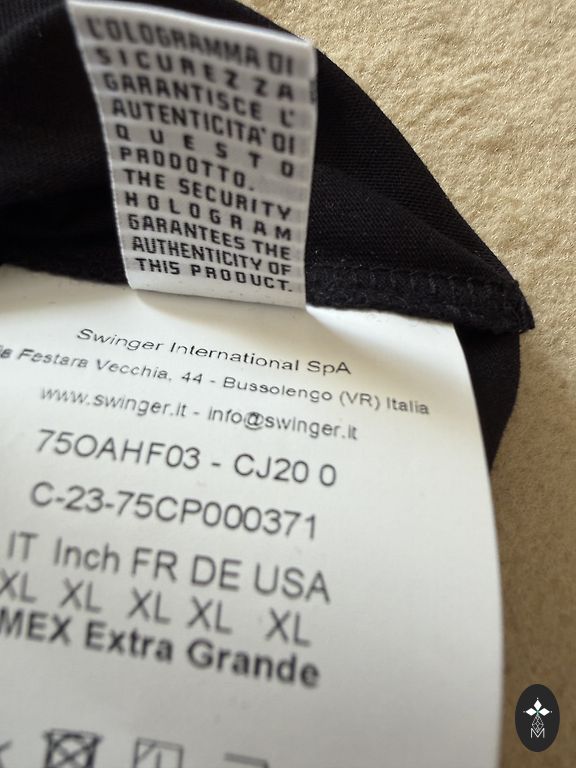 L'OLOGRAMMA DI
SICUREZZA
GARANTISCE L'
AUTENTICITA' DI
QUESTO
PRODOTTO.
THE SECURITY
HOLOGRAM
GARANTEES THE
AUTHENTICITY OF
THIS PRODUCT.
Swinger International SpA
Festara Vecchia, 44 - Bussolengo (VR) Italia
www.swinger.it - info@swinger.it
75OAHF03 - CJ20 0
C-23-75CP000371
IT Inch FR DE USA
XL XL XL XL XL
MEX Extra Grande
M